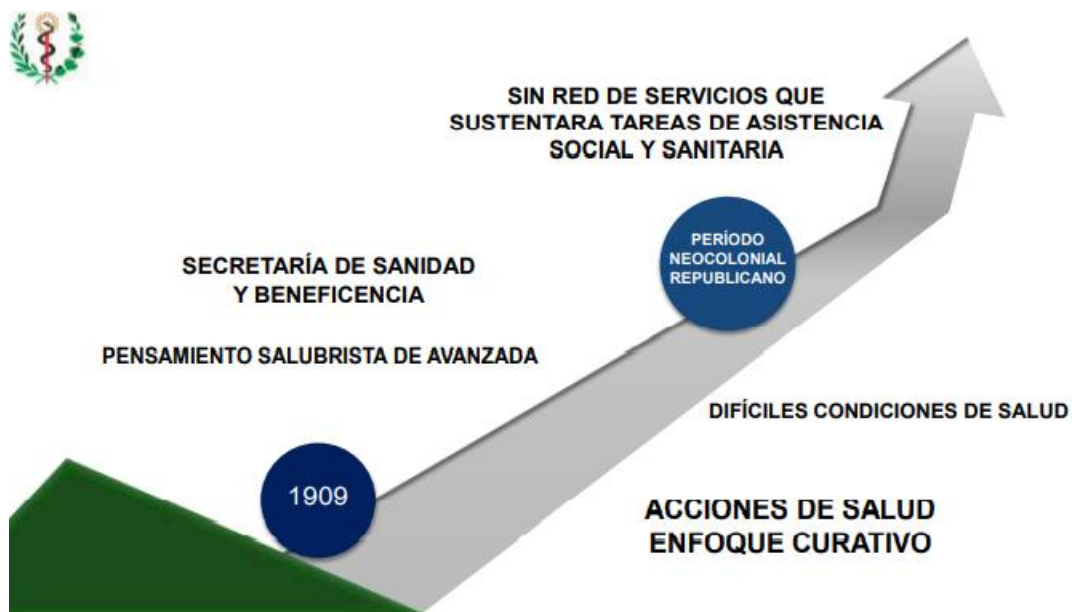 SIN RED DE SERVICIOS QUE
SUSTENTARA TAREAS DE ASISTENCIA
SOCIAL Y SANITARIA
PERÍODO
NEOCOLONIAL
REPUBLICANO
SECRETARÍA DE SANIDAD
Y BENEFICENCIA
PENSAMIENTO SALUBRISTA DE AVANZADA
DIFÍCILES CONDICIONES DE SALUD
1909
ACCIONES DE SALUD
ENFOQUE CURATIVO